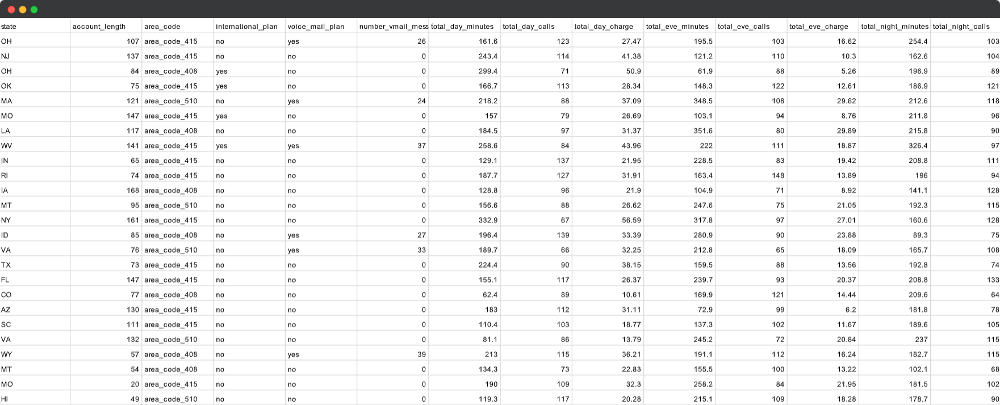 state account_length area_code international_plan voice_mail_plan number_vmail_mess total_day_minutes total_day_calls total_day_charge total_eve_minutes total_eve_calls total_eve_charge total_night_minutes total_night_calls
OH 107 area_code_415 no yes 26 161.6 123 27.47 195.5 103 16.62 254.4 103
NJ 137 area_code_415 no no 0 243.4 114 41.38 121.2 110 10.3 162.6 104
OH 84 area_code_408 yes no 0 299.4 71 50.9 61.9 88 5.26 196.9 89
OK 75 area_code_415 yes no 0 166.7 113 28.34 148.3 122 12.61 186.9 121
MA 121 area_code_510 no yes 24 218.2 88 37.09 348.5 108 29.62 212.6 118
MO 147 area_code_415 yes no 0 157 79 26.69 103.1 94 8.76 211.8 96
LA 117 area_code_408 no no 0 184.5 97 31.37 351.6 80 29.89 215.8 90
WV 141 area_code_415 yes yes 37 258.6 84 43.96 222 111 18.87 326.4 97
IN 65 area_code_415 no no 0 129.1 137 21.95 228.5 83 19.42 208.8 111
RI 74 area_code_415 no no 0 187.7 127 31.91 163.4 148 13.89 196 94
IA 168 area_code_408 no no 0 128.8 96 21.9 104.9 71 8.92 141.1 128
MT 95 area_code_510 no no 0 156.6 88 26.62 247.6 75 21.05 192.3 115
NY 161 area_code_415 no no 0 332.9 67 56.59 317.8 97 27.01 160.6 128
ID 85 area_code_408 no yes 27 196.4 139 33.39 280.9 90 23.88 89.3 75
VA 76 area_code_510 no yes 33 189.7 66 32.25 212.8 65 18.09 165.7 108
TX 73 area_code_415 no no 0 224.4 90 38.15 159.5 88 13.56 192.8 74
FL 147 area_code_415 no no 0 155.1 117 26.37 239.7 93 20.37 208.8 133
CO 77 area_code_408 no no 0 62.4 89 10.61 169.9 121 14.44 209.6 64
AZ 130 area_code_415 no no 0 183 112 31.11 72.9 99 6.2 181.8 78
SC 111 area_code_415 no no 0 110.4 103 18.77 137.3 102 11.67 189.6 105
VA 132 area_code_510 no no 0 81.1 86 13.79 245.2 72 20.84 237 115
WY 57 area_code_408 no yes 39 213 115 36.21 191.1 112 16.24 182.7 115
MT 54 area_code_408 no no 0 134.3 73 22.83 155.5 100 13.22 102.1 68
MO 20 area_code_415 no no 0 190 109 32.3 258.2 84 21.95 181.5 102
HI 49 area_code_510 no no 0 119.3 117 20.28 215.1 109 18.28 178.7 90